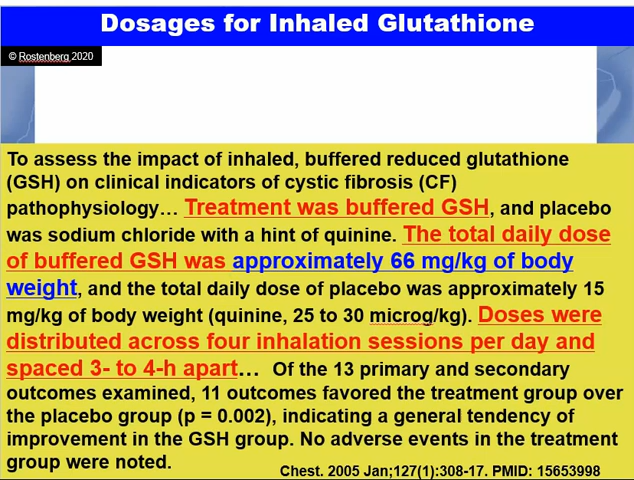 Dosages for Inhaled Glutathione
© Rostenberg 2020
To assess the impact of inhaled, buffered reduced glutathione
(GSH) on clinical indicators of cystic fibrosis (CF)
pathophysiology… Treatment was buffered GSH, and placebo
was sodium chloride with a hint of quinine. The total daily dose
of buffered GSH was approximately 66 mg/kg of body
weight, and the total daily dose of placebo was approximately 15
mg/kg of body weight (quinine, 25 to 30 microg/kg). Doses were
distributed across four inhalation sessions per day and
spaced 3- to 4-h apart… Of the 13 primary and secondary
outcomes examined, 11 outcomes favored the treatment group over
the placebo group (p = 0.002), indicating a general tendency of
improvement in the GSH group. No adverse events in the treatment
group were noted.
Chest. 2005 Jan;127(1):308-17. PMID: 15653998